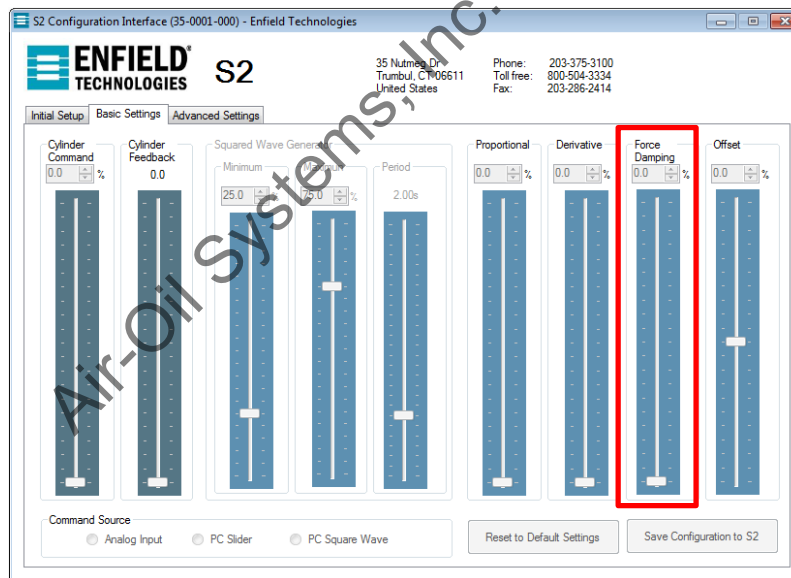 S2 Configuration Interface (35-0001-000) - Enfield Technologies
ENFIELD®
TECHNOLOGIES
S2
35 Nutmeg Dr
Trumbul, CT 06611
United States
Phone: 203-375-3100
Toll free: 800-504-3334
Fax: 203-286-2414
Initial Setup
Basic Settings
Advanced Settings
Cylinder
Command
0.0 %
Cylinder
Feedback
0.0
Squared Wave Generator
Minimum
25.0 %
Maximum
75.0 %
Period
2.00s
Proportional
0.0 %
Derivative
0.0 %
Force
Damping
0.0 %
Offset
0.0 %
Command Source
Analog Input
PC Slider
PC Square Wave
Reset to Default Settings
Save Configuration to S2
Air-Oil Systems, Inc.